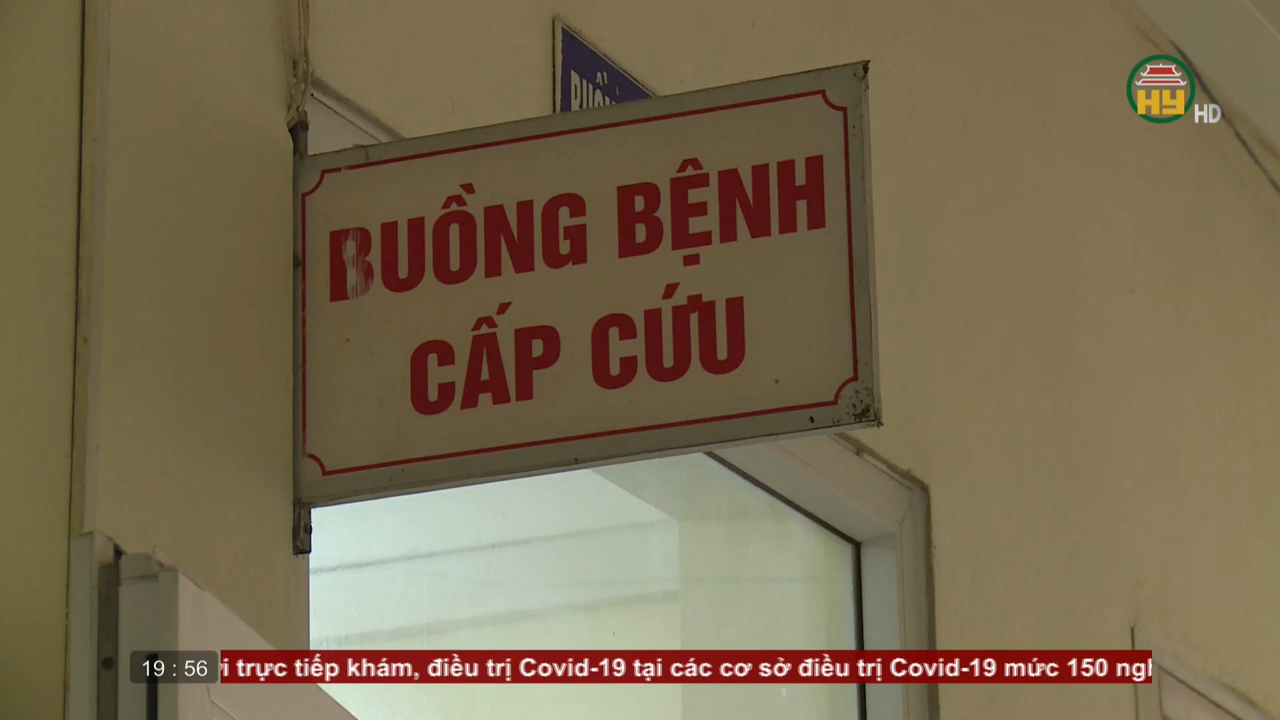 HY HD
BUỒNG BỆNH
CẤP CỨU
19 : 56
trực tiếp khám, điều trị Covid-19 tại các cơ sở điều trị Covid-19 mức 150